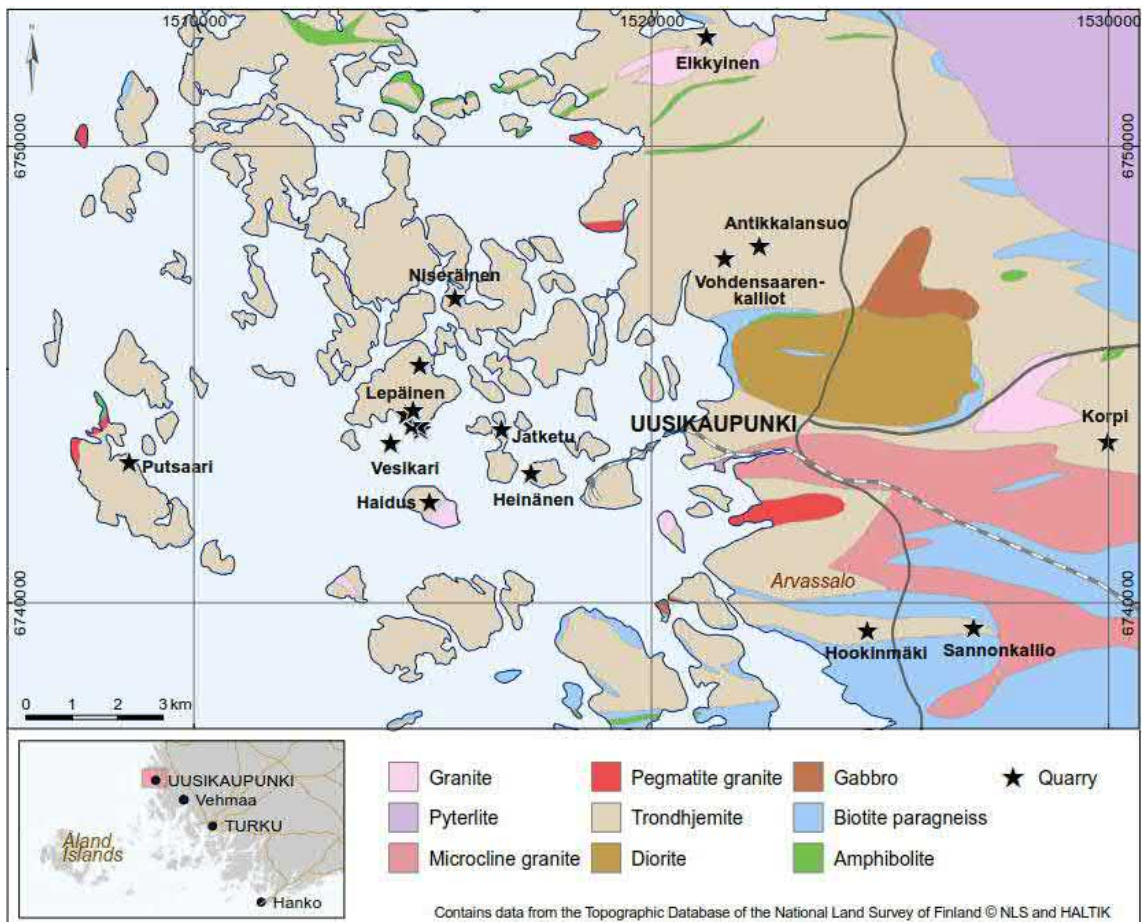 1510000
1520000
1530000
N
Elkkyinen
6750000
6750000
Antikkalansuo
Vohdensaaren-
kalliot
Niseräinen
Lepäinen
UUSIKAUPUNKI
Korpi
Jatketu
Putsaari
Vesikari
Heinänen
Haidus
Arvassalo
6740000
6740000
Hookinmäki
Sannonkallio
0 1 2 3 km
UUSIKAUPUNKI
Vehmaa
TURKU
Åland
Islands
Hanko
Granite
Pegmatite granite
Gabbro
Quarry
Pyterlite
Trondhjemite
Biotite paragneiss
Microcline granite
Diorite
Amphibolite
Contains data from the Topographic Database of the National Land Survey of Finland © NLS and HALTIK